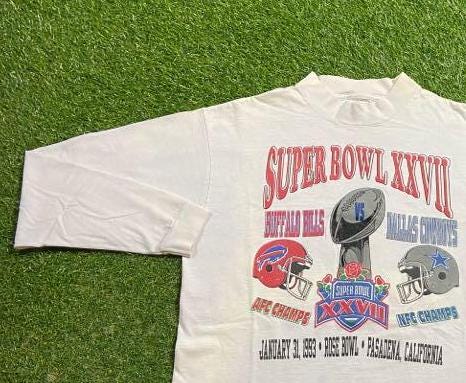 SUPER BOWL XXVII
VS
BUFFALO BILLS
DALLAS COWBOYS
SUPER BOWL
XXVII
AFC CHAMPS
NFC CHAMPS
JANUARY 31, 1993 • ROSE BOWL • PASADENA, CALIFORNIA